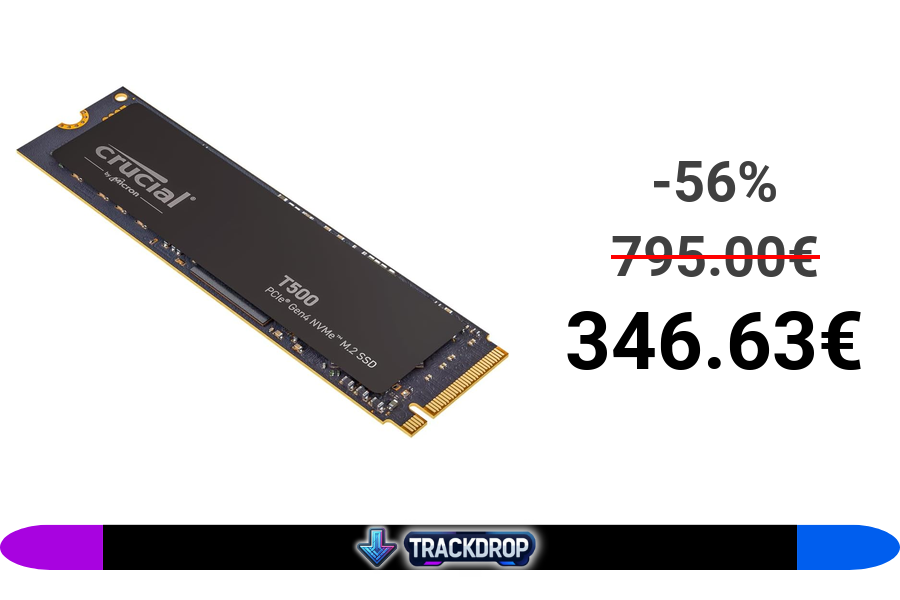 crucial
by Micron
T500
PCIe® Gen4 NVMe™ M.2 SSD
-56%
795.00€
346.63€
TRACKDROP